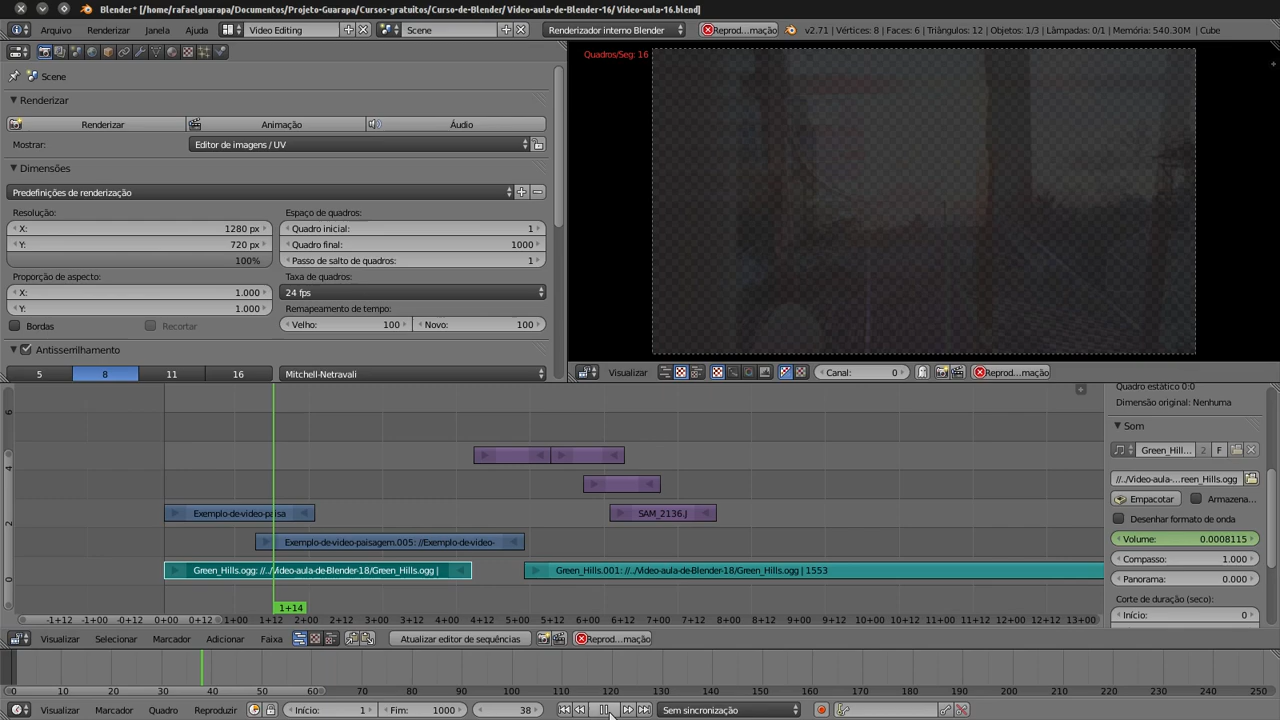 Blender* [/home/rafaelguarapa/Documentos/Projeto-Guarapa/Cursos-gratuitos/Curso-de-Blender/Video-aula-de-Blender-16/Video-aula-16.blend]
Arquivo Renderizar Janela Ajuda Video Editing Scene Renderizador interno Blender Reprod...mação v2.71 | Vértices: 8 | Faces: 6 | Triângulos: 12 | Objetos: 1/3 | Lâmpadas: 0/1 | Memória: 540.30M | Cube
Quadros/Seg: 16
Scene
Renderizar
Renderizar Animação Áudio
Mostrar: Editor de imagens / UV
Dimensões
Predefinições de renderização
Resolução: Espaço de quadros:
X: 1280 px Quadro inicial: 1
Y: 720 px Quadro final: 1000
100% Passo de salto de quadros: 1
Proporção de aspecto: Taxa de quadros:
X: 1.000 24 fps
Y: 1.000 Remapeamento de tempo:
Bordas Recortar Velho: 100 Novo: 100
Antisserrilhamento
5 8 11 16 Mitchell-Netravali
Visualizar Canal: 0 Reprod...mação
Quadro estático 0:0
Dimensão original: Nenhuma
Som
Green_Hill... 2 F
//../Video-aula-...reen_Hills.ogg
Empacotar Armazena...
Desenhar formato de onda
Volume: 0.0008115
Compasso: 1.000
Panorama: 0.000
Corte de duração (seco):
Início: 0
6
4
2
0
SAM_2136.J
Exemplo-de-video-paisa
Exemplo-de-video-paisagem.005: //Exemplo-de-video-
Green_Hills.ogg: //../Video-aula-de-Blender-18/Green_Hills.ogg | Green_Hills.001: //../Video-aula-de-Blender-18/Green_Hills.ogg | 1553
1+14
-1+12 -1+00 -0+12 0+00 0+12 1+00 1+12 2+00 2+12 3+00 3+12 4+00 4+12 5+00 5+12 6+00 6+12 7+00 7+12 8+00 8+12 9+00 9+12 10+00 10+12 11+00 11+12 12+00 12+12 13+00
Visualizar Selecionar Marcador Adicionar Faixa Atualizar editor de sequências Reprod...mação
0 10 20 30 40 50 60 70 80 90 100 110 120 130 140 150 160 170 180 190 200 210 220 230 240 250
Visualizar Marcador Quadro Reproduzir Início: 1 Fim: 1000 38 Sem sincronização